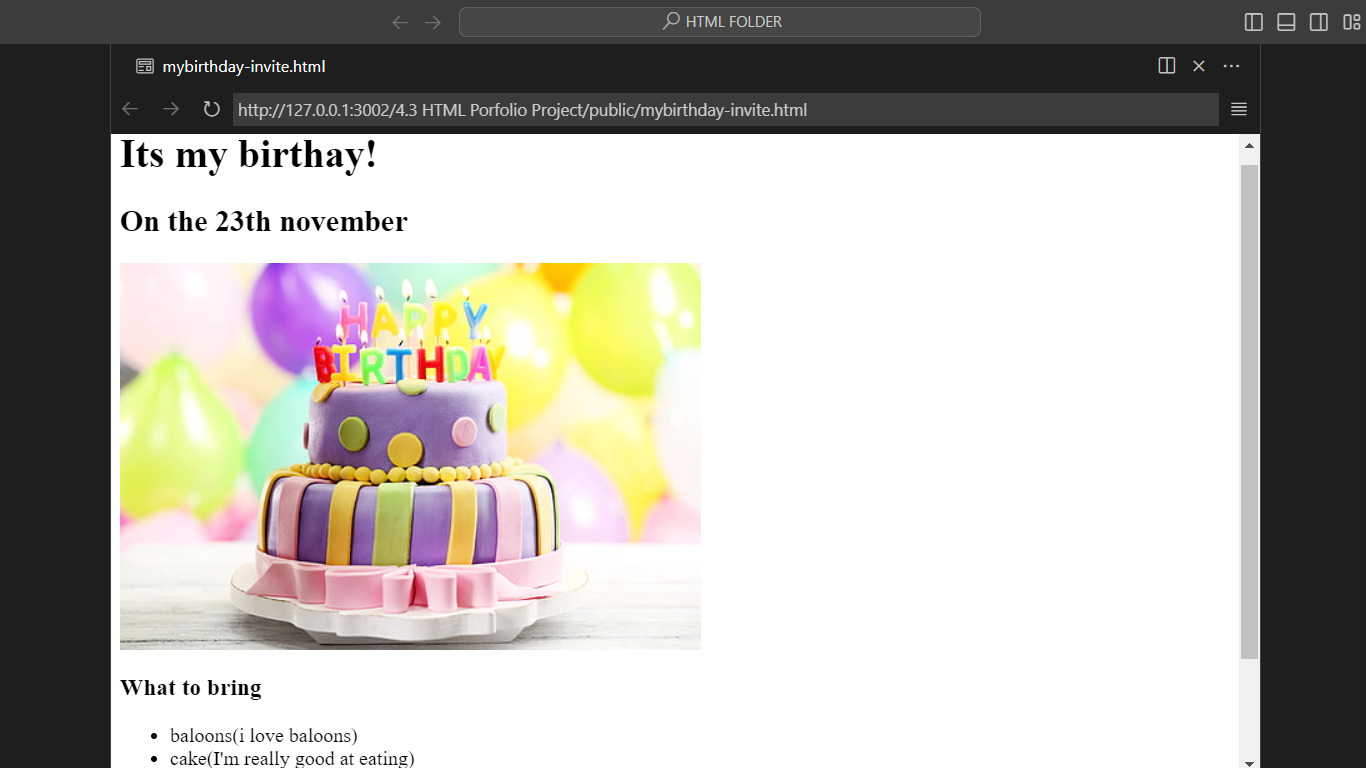 HTML FOLDER
mybirthday-invite.html
http://127.0.0.1:3002/4.3 HTML Porfolio Project/public/mybirthday-invite.html
Its my birthay!
On the 23th november
HAPPY
BIRTHDAY
What to bring
baloons(i love baloons)
cake(I'm really good at eating)